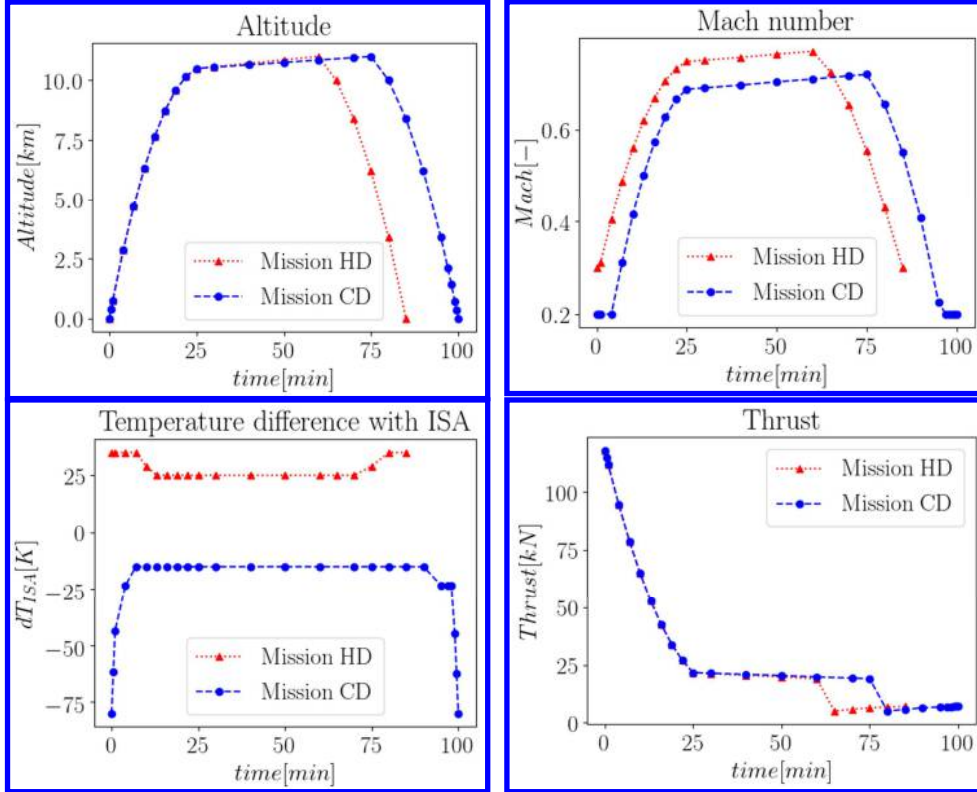 Altitude
10.0
7.5
5.0
2.5
0.0
Altitude[km]
Mission HD
Mission CD
0
25
50
75
100
time[min]
Mach number
0.6
0.4
0.2
Mach[−]
Mission HD
Mission CD
0
25
50
75
100
time[min]
Temperature difference with ISA
25
0
−25
−50
−75
dT_{ISA}[K]
Mission HD
Mission CD
0
25
50
75
100
time[min]
Thrust
100
75
50
25
0
Thrust[kN]
Mission HD
Mission CD
0
25
50
75
100
time[min]